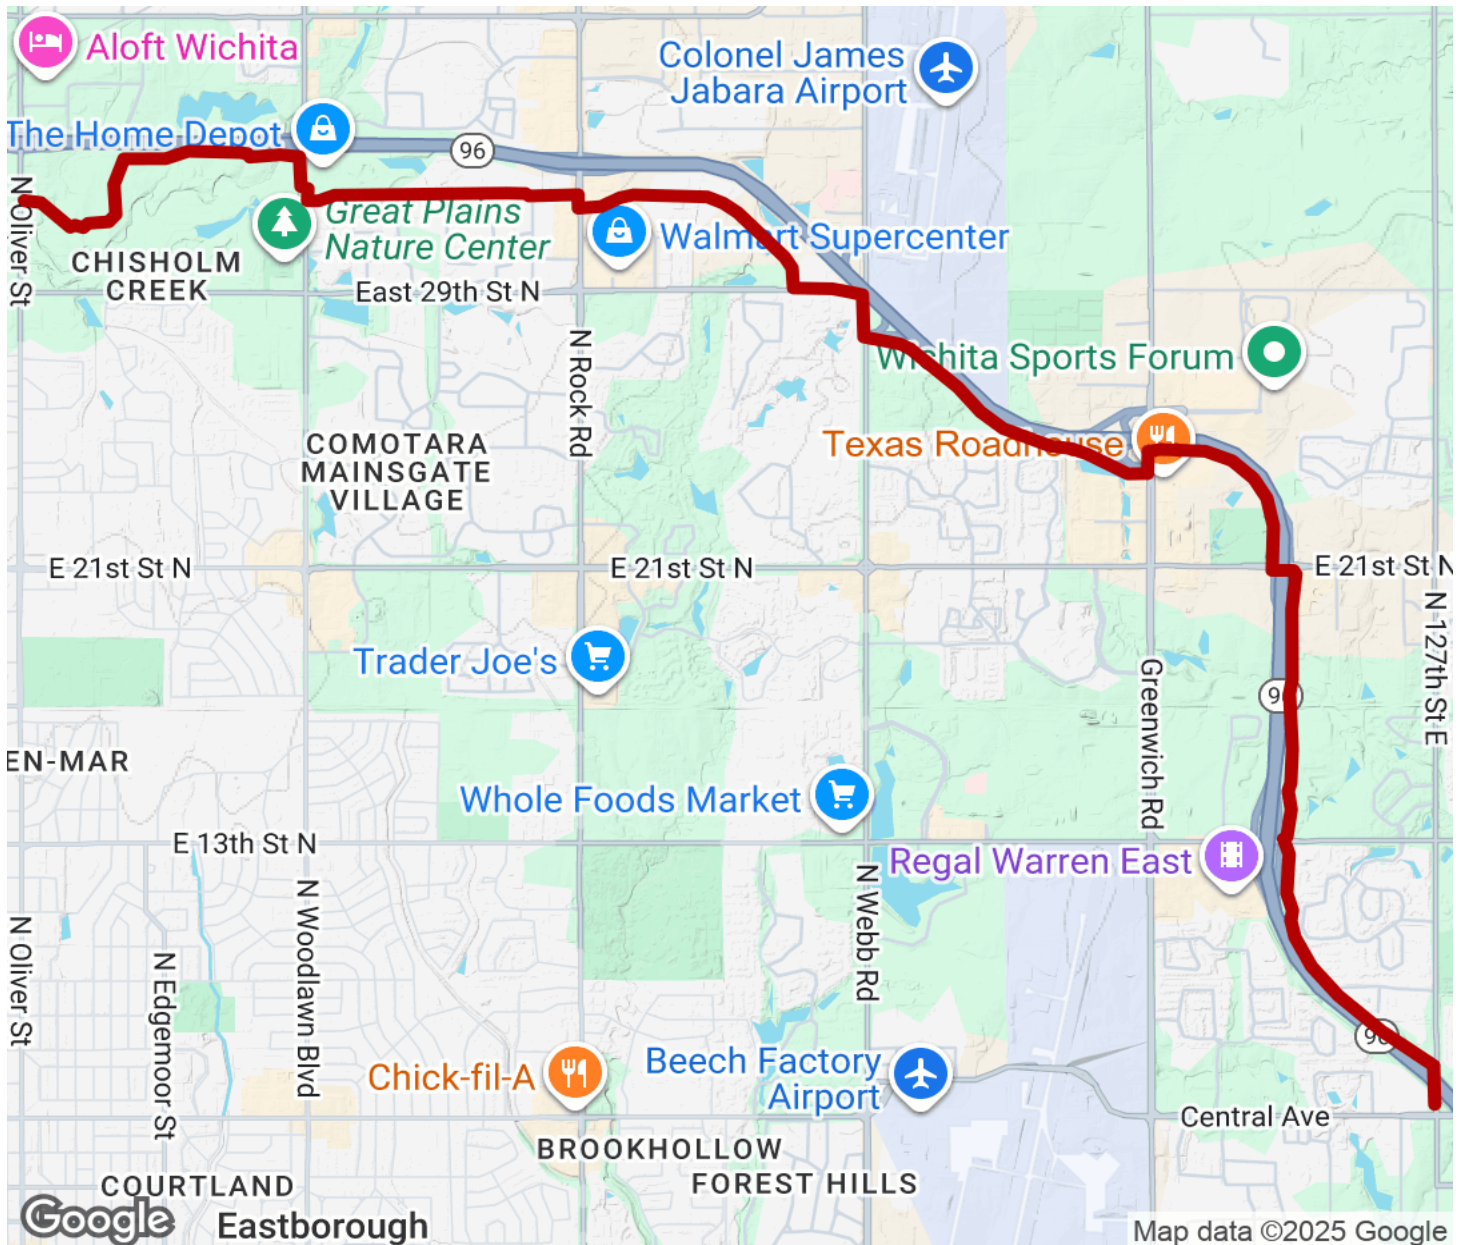 Aloft Wichita
Colonel James
Jabara Airport
The Home Depot
96
N Oliver St
Great Plains
Nature Center
Walmart Supercenter
CHISHOLM
CREEK
East 29th St N
N Rock Rd
Wichita Sports Forum
Texas Roadhouse
COMOTARA
MAINSGATE
VILLAGE
E 21st St N
E 21st St N
E 21st St N
N 127th St E
Trader Joe's
Greenwich Rd
EN-MAR
Whole Foods Market
E 13th St N
Regal Warren East
N Webb Rd
N Woodlawn Blvd
N Oliver St
N Edgemoor St
Beech Factory
Airport
Chick-fil-A
Central Ave
BROOKHOLLOW
FOREST HILLS
COURTLAND
Google
Eastborough
Map data ©2025 Google